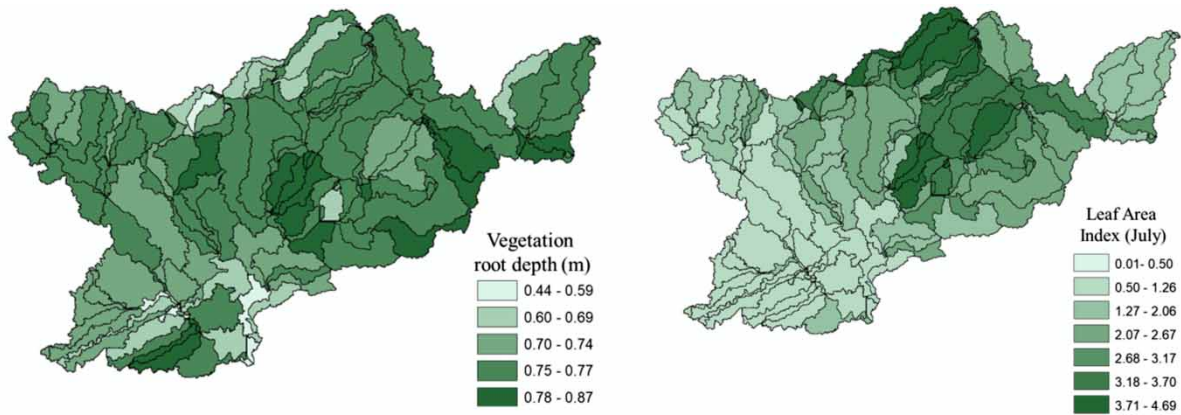 Vegetation
root depth (m)
0.44 - 0.59
0.60 - 0.69
0.70 - 0.74
0.75 - 0.77
0.78 - 0.87
Leaf Area
Index (July)
0.01- 0.50
0.50 - 1.26
1.27 - 2.06
2.07 - 2.67
2.68 - 3.17
3.18 - 3.70
3.71 - 4.69